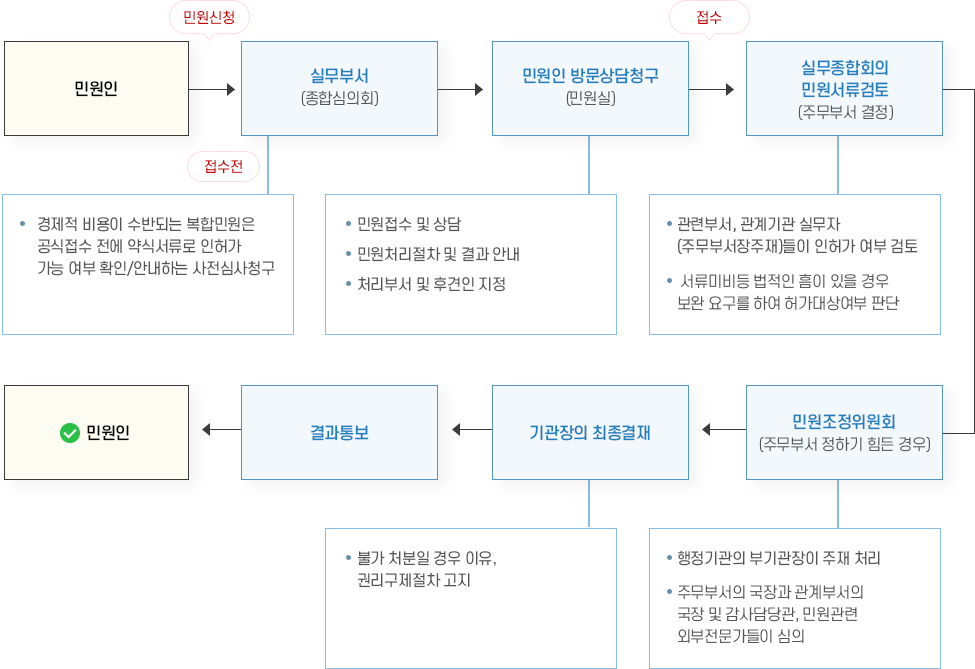 민원신청
접수
민원인
실무부서
(종합심의회)
민원인 방문상담청구
(민원실)
실무종합회의
민원서류검토
(주무부서 결정)
접수전
• 경제적 비용이 수반되는 복합민원은
공식접수 전에 약식서류로 인허가
가능 여부 확인/안내하는 사전심사청구
• 민원접수 및 상담
• 민원처리절차 및 결과 안내
• 처리부서 및 후견인 지정
• 관련부서, 관계기관 실무자
(주무부서장주재)들이 인허가 여부 검토
• 서류미비등 법적인 흠이 있을 경우
보완 요구를 하여 허가대상여부 판단
민원인
결과통보
기관장의 최종결재
민원조정위원회
(주무부서 정하기 힘든 경우)
• 불가 처분일 경우 이유,
권리구제절차 고지
• 행정기관의 부기관장이 주재 처리
• 주무부서의 국장과 관계부서의
국장 및 감사담당관, 민원관련
외부전문가들이 심의